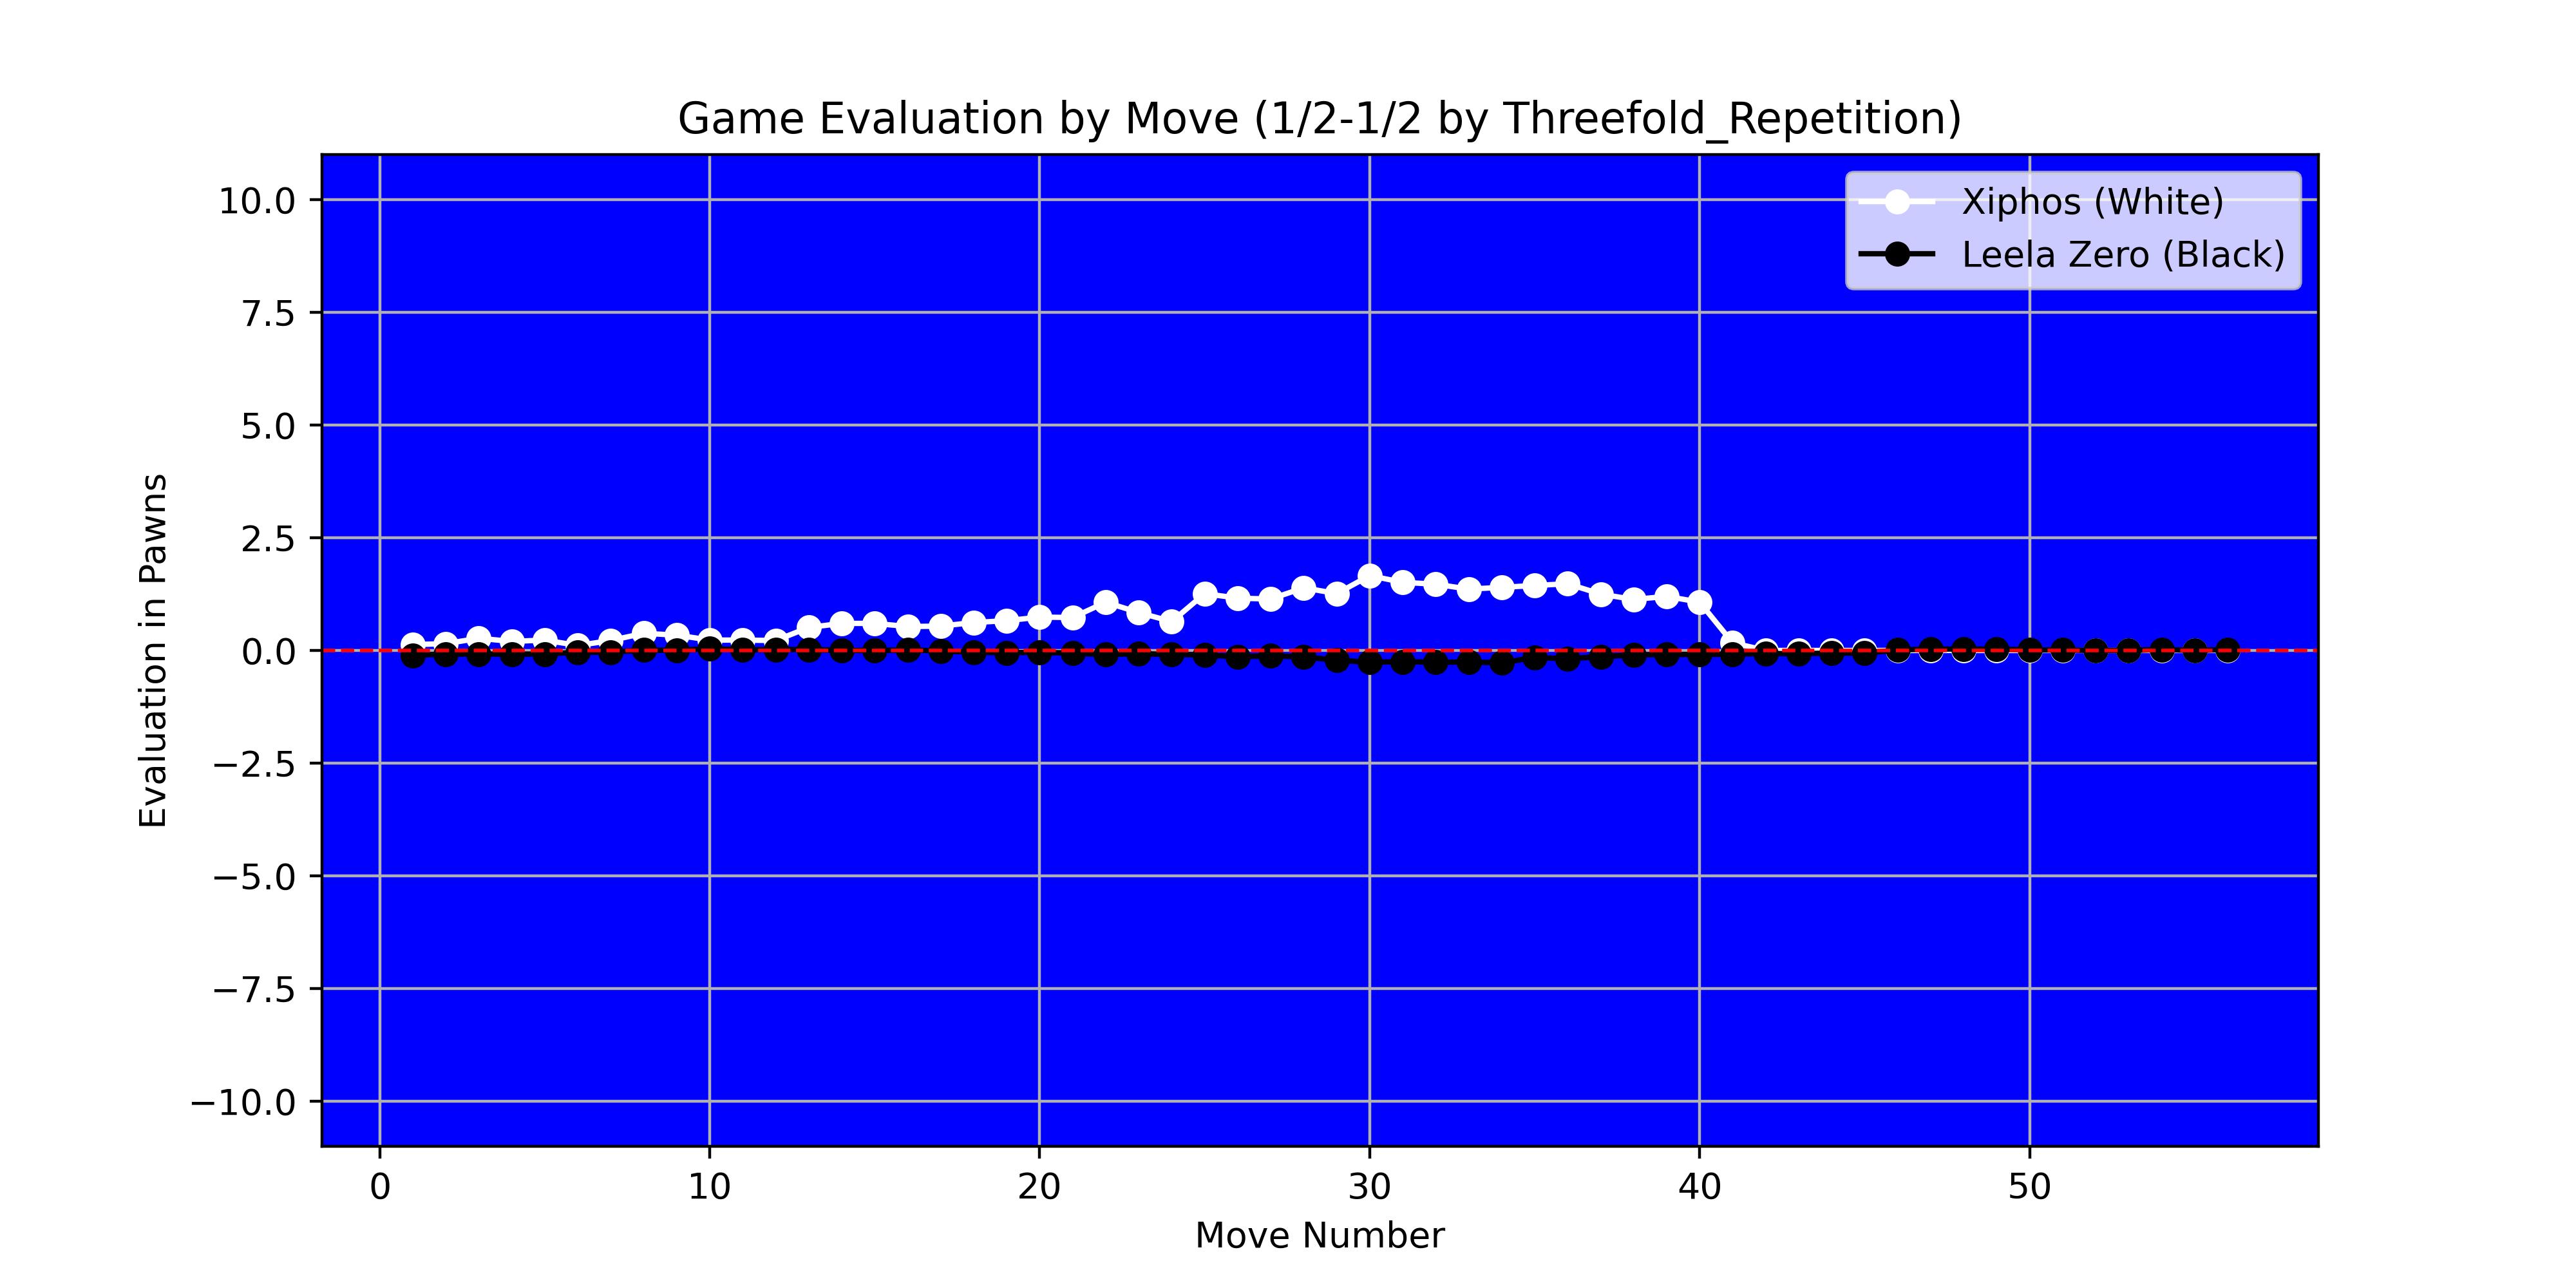 Game Evaluation by Move (1/2-1/2 by Threefold_Repetition)
Xiphos (White)
Leela Zero (Black)
Evaluation in Pawns
10.0
7.5
5.0
2.5
0.0
−2.5
−5.0
−7.5
−10.0
0 10 20 30 40 50
Move Number